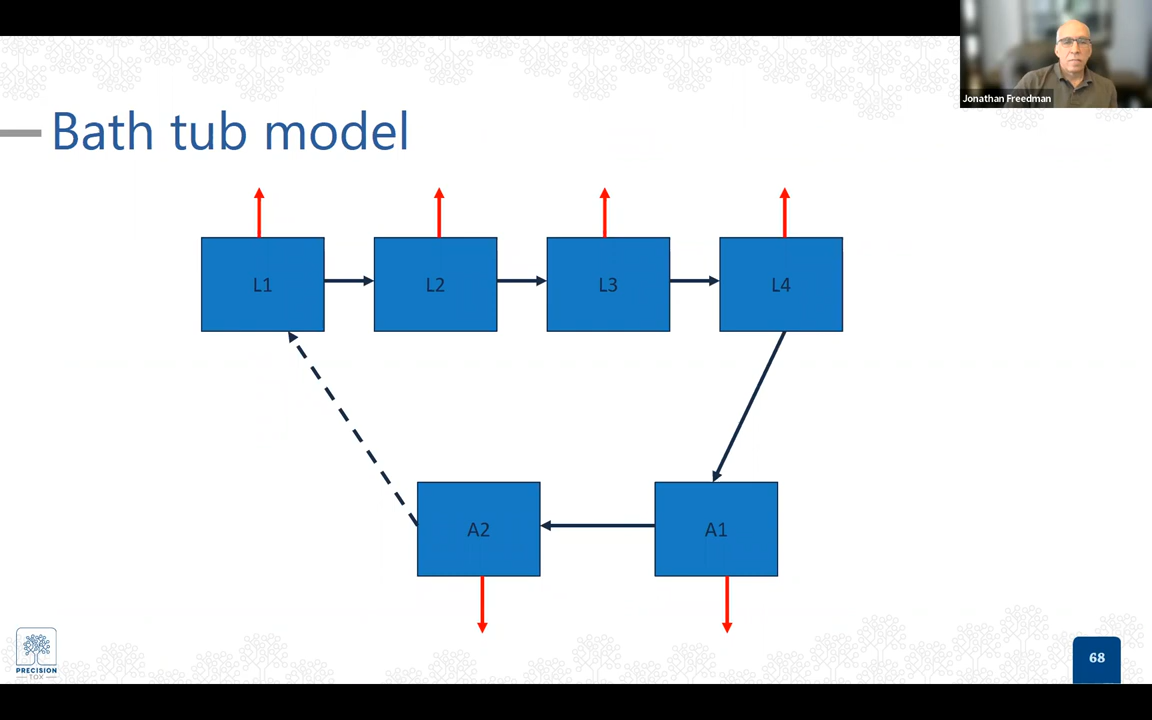 Jonathan Freedman
Bath tub model
L1
L2
L3
L4
A2
A1
PRECISION
TOX
68